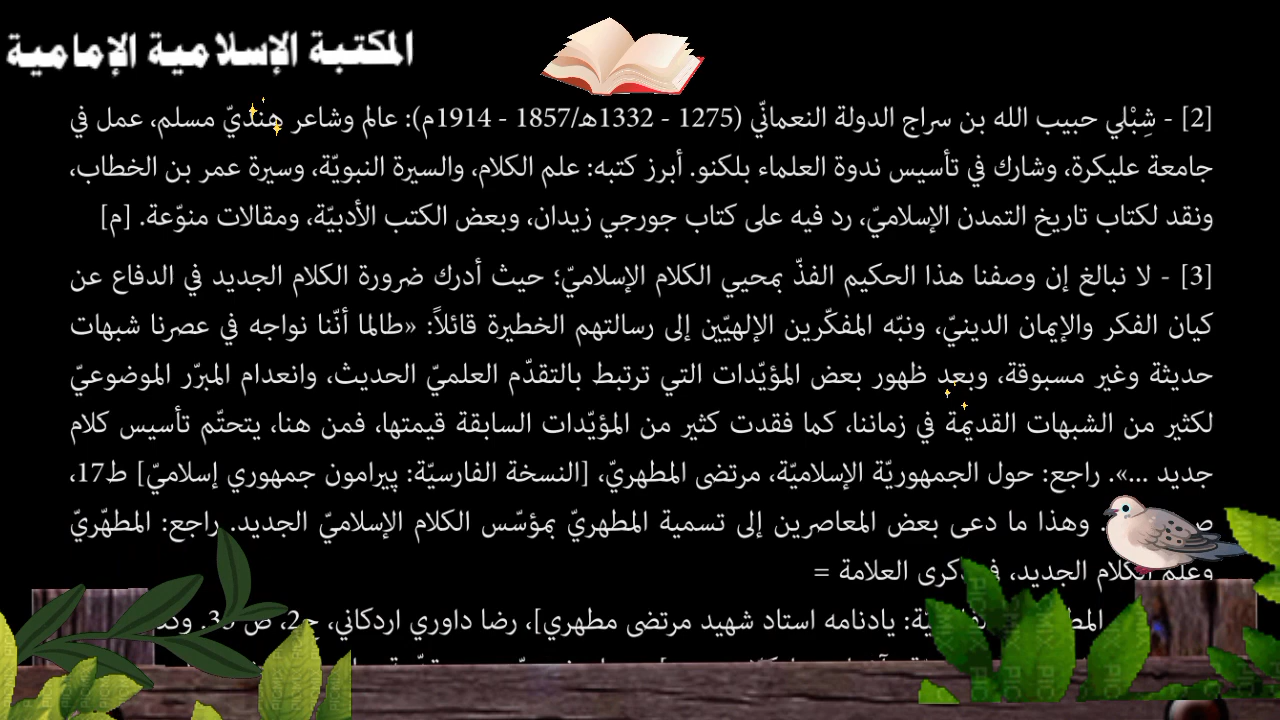 المكتبة الإسلامية الإمامية
[2] - شِبْلي حبيب الله بن سراج الدولة النعمانيّ (1275 - 1332هـ/1857 - 1914م): عالم وشاعر هنديّ مسلم، عمل في
جامعة عليكرة، وشارك في تأسيس ندوة العلماء بلكنو. أبرز كتبه: علم الكلام، والسيرة النبويّة، وسيرة عمر بن الخطاب،
ونقد لكتاب تاريخ التمدن الإسلاميّ، رد فيه على كتاب جورجي زيدان، وبعض الكتب الأدبيّة، ومقالات منوّعة. [م]
[3] - لا نبالغ إن وصفنا هذا الحكيم الفذّ بمحيي الكلام الإسلاميّ؛ حيث أدرك ضرورة الكلام الجديد في الدفاع عن
كيان الفكر والإيمان الدينيّ، ونبّه المفكّرين الإلهيّين إلى رسالتهم الخطيرة قائلاً: «طالما أنّنا نواجه في عصرنا شبهات
حديثة وغير مسبوقة، وبعد ظهور بعض المؤيّدات التي ترتبط بالتقدّم العلميّ الحديث، وانعدام المبرّر الموضوعيّ
لكثير من الشبهات القديمة في زماننا، كما فقدت كثير من المؤيّدات السابقة قيمتها، فمن هنا، يتحتّم تأسيس كلام
جديد ...». راجع: حول الجمهوريّة الإسلاميّة، مرتضى المطهريّ، [النسخة الفارسيّة: پيرامون جمهوري إسلاميّ] ط17،
وهذا ما دعى بعض المعاصرين إلى تسمية المطهريّ بمؤسّس الكلام الإسلاميّ الجديد. راجع: المطهّريّ
وعلم الكلام الجديد، في ذكرى العلامة =
يادنامه استاد شهيد مرتضى مطهري]، رضا داوري اردكاني، ج2، ص